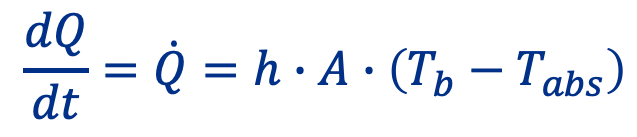 dQ/dt = Q̇ = h · A · (T_b − T_abs)